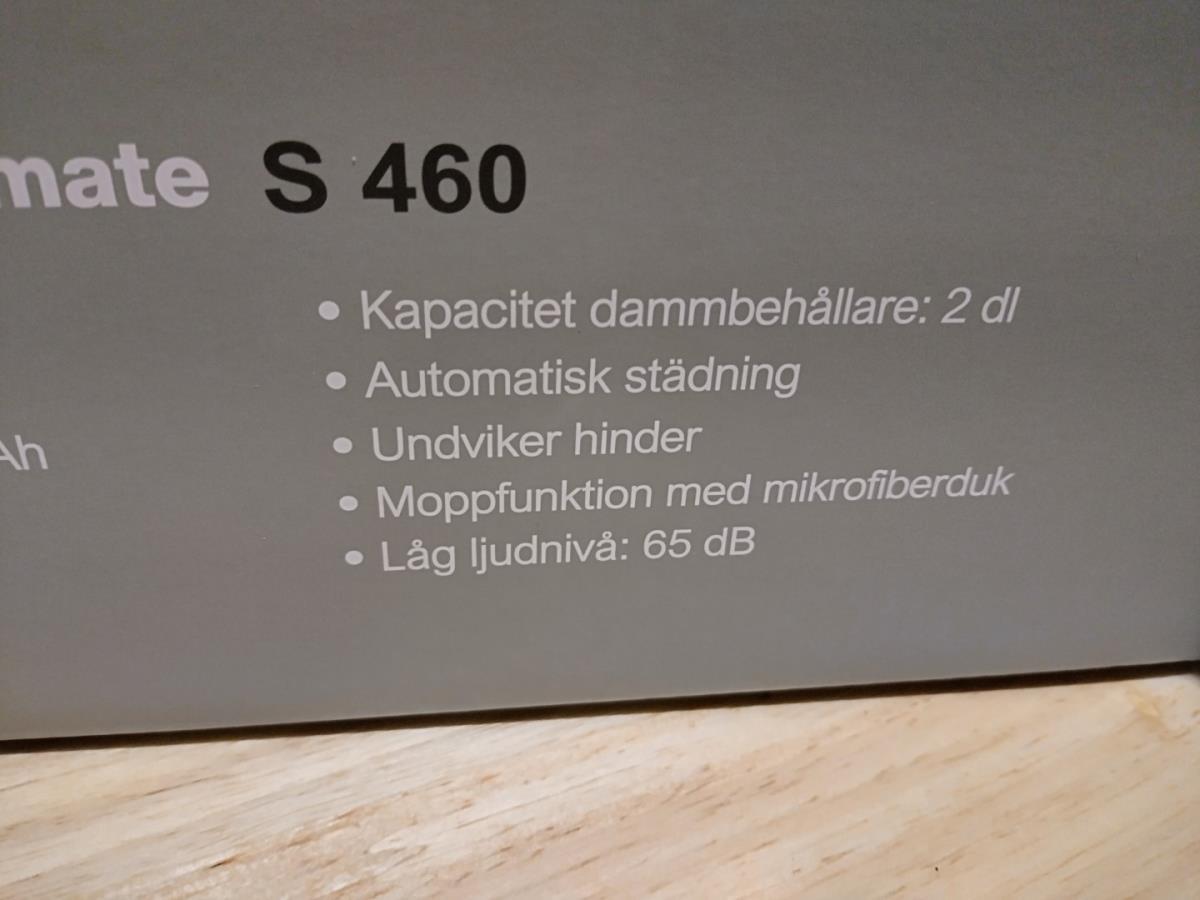 mate S 460
• Kapacitet dammbehållare: 2 dl
• Automatisk städning
• Undviker hinder
Ah
• Moppfunktion med mikrofiberduk
• Låg ljudnivå: 65 dB